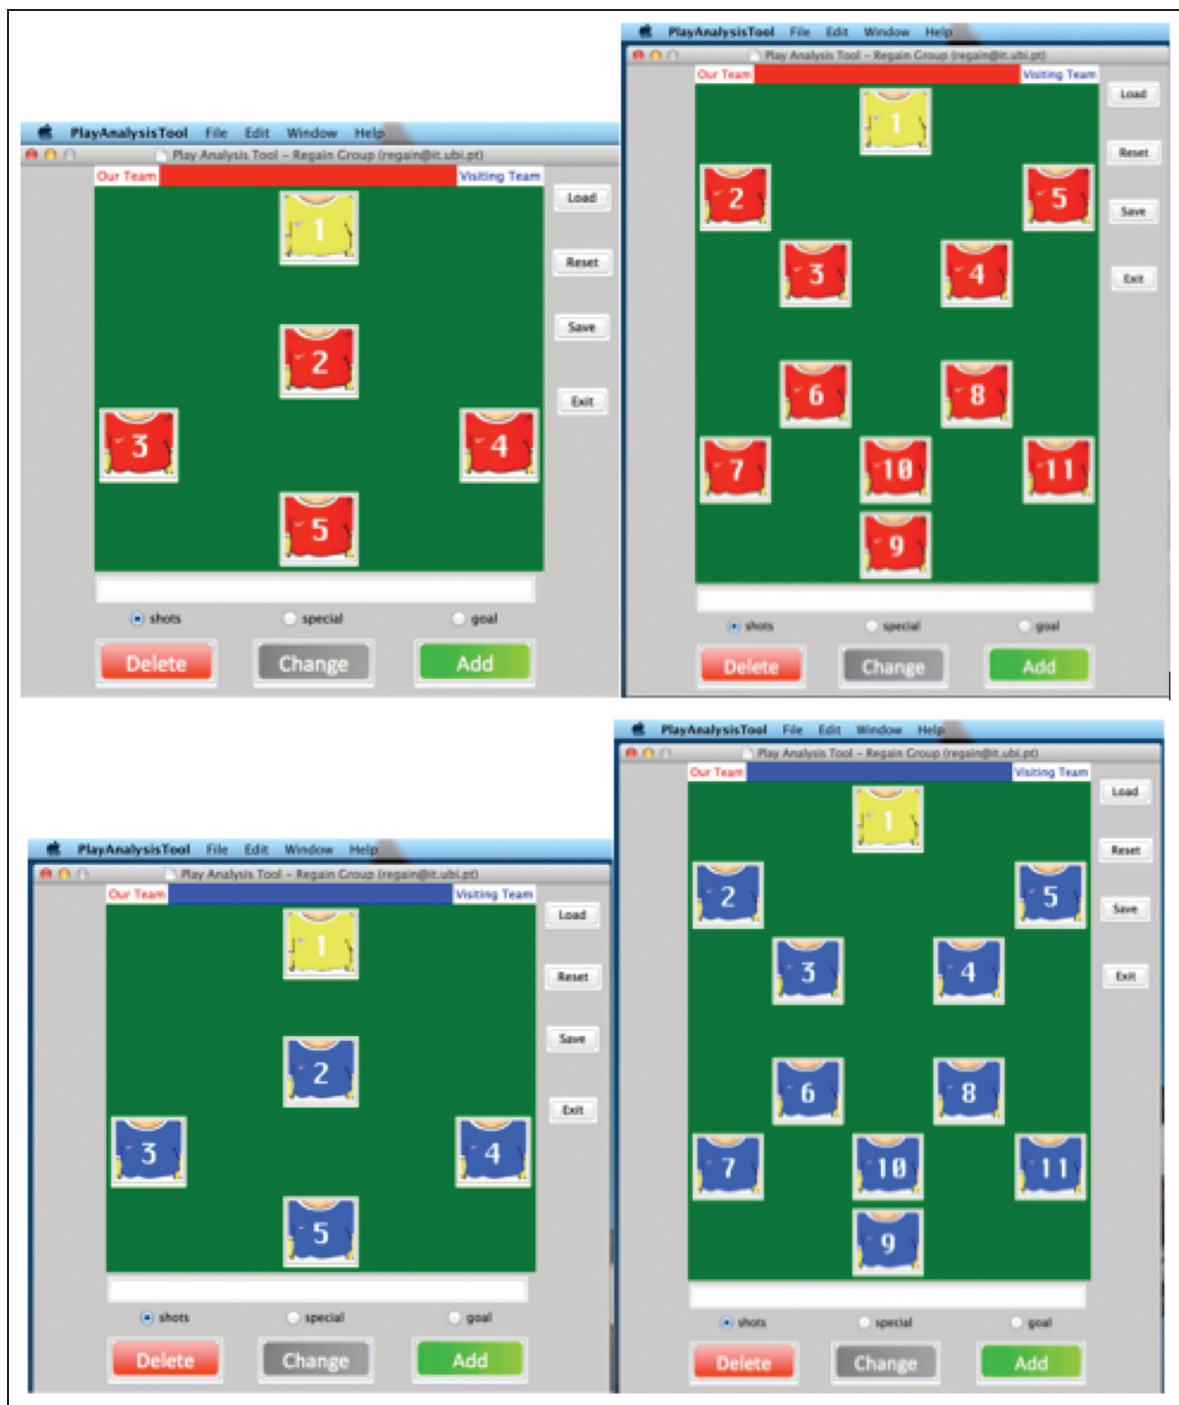 PlayAnalysisTool File Edit Window Help
Play Analysis Tool – Regain Group (regain@it.ubi.pt)
Our Team Visiting Team
1
2
3 4
5
Load
Reset
Save
Exit
shots special goal
Delete Change Add
PlayAnalysisTool File Edit Window Help
Play Analysis Tool – Regain Group (regain@it.ubi.pt)
Our Team Visiting Team
1
2 5
3 4
6 8
7 10 11
9
Load
Reset
Save
Exit
shots special goal
Delete Change Add
PlayAnalysisTool File Edit Window Help
Play Analysis Tool – Regain Group (regain@it.ubi.pt)
Our Team Visiting Team
1
2
3 4
5
Load
Reset
Save
Exit
shots special goal
Delete Change Add
PlayAnalysisTool File Edit Window Help
Play Analysis Tool – Regain Group (regain@it.ubi.pt)
Our Team Visiting Team
1
2 5
3 4
6 8
7 10 11
9
Load
Reset
Save
Exit
shots special goal
Delete Change Add